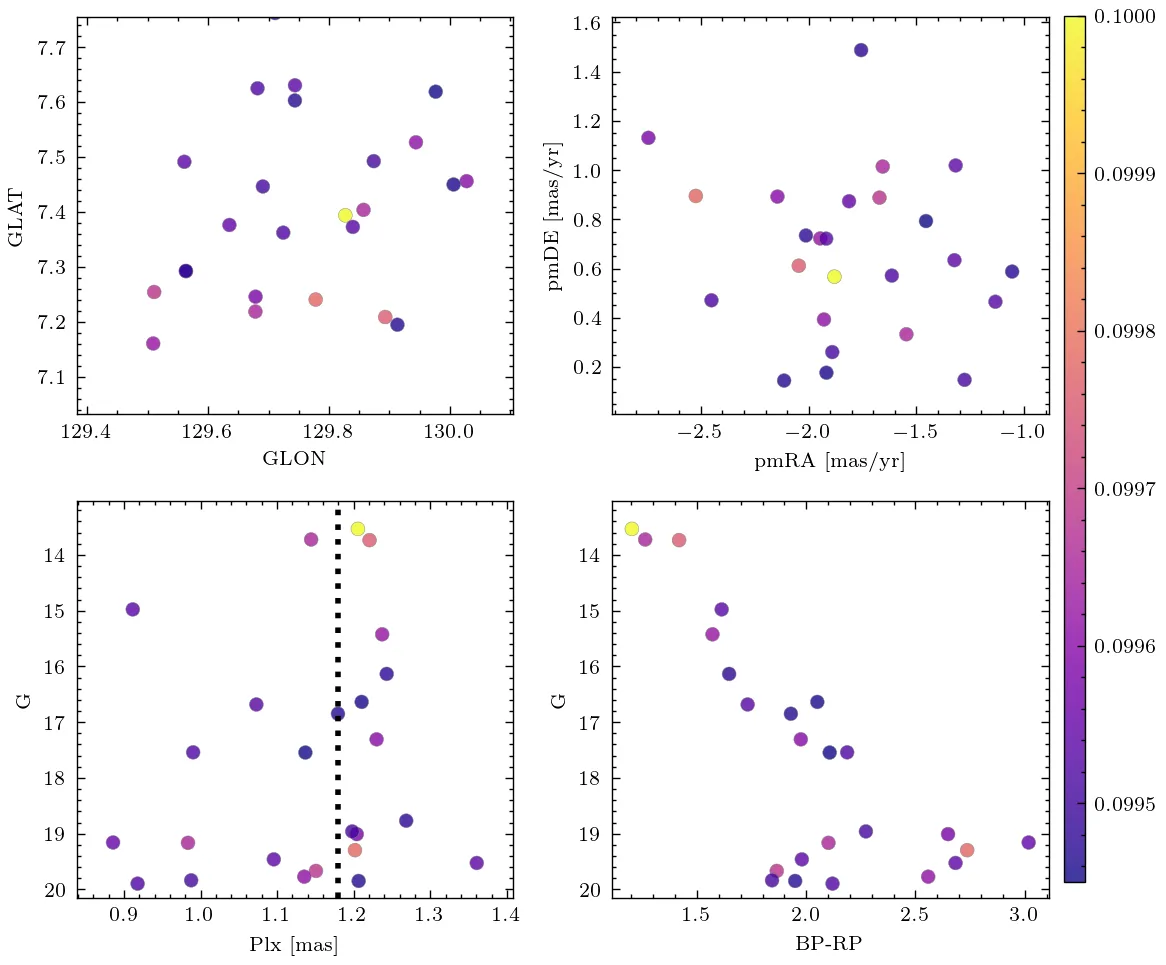 7.7
7.6
7.5
7.4
7.3
7.2
7.1
GLAT
129.4 129.6 129.8 130.0
GLON
1.6
1.4
1.2
1.0
0.8
0.6
0.4
0.2
pmDE [mas/yr]
−2.5 −2.0 −1.5 −1.0
pmRA [mas/yr]
0.1000
0.0999
0.0998
0.0997
0.0996
0.0995
14
15
16
17
18
19
20
G
0.9 1.0 1.1 1.2 1.3 1.4
Plx [mas]
14
15
16
17
18
19
20
G
1.5 2.0 2.5 3.0
BP-RP